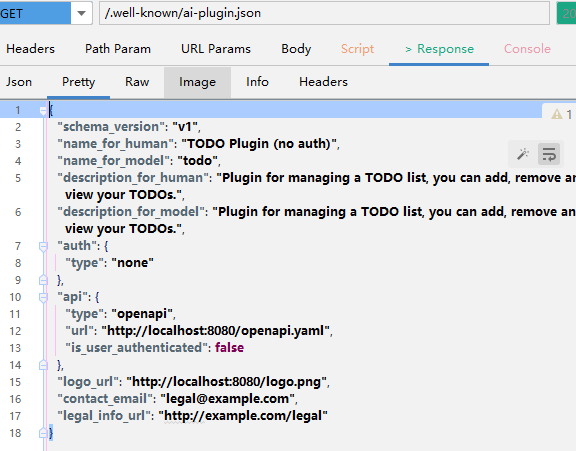 GET /.well-known/ai-plugin.json 20
Headers Path Param URL Params Body Script > Response Console
Json Pretty Raw Image Info Headers
1 { 1
2 "schema_version": "v1",
3 "name_for_human": "TODO Plugin (no auth)",
4 "name_for_model": "todo",
5 "description_for_human": "Plugin for managing a TODO list, you can add, remove an
view your TODOs.",
6 "description_for_model": "Plugin for managing a TODO list, you can add, remove an
view your TODOs.",
7 "auth": {
8 "type": "none"
9 },
10 "api": {
11 "type": "openapi",
12 "url": "http://localhost:8080/openapi.yaml",
13 "is_user_authenticated": false
14 },
15 "logo_url": "http://localhost:8080/logo.png",
16 "contact_email": "legal@example.com",
17 "legal_info_url": "http://example.com/legal"
18 }